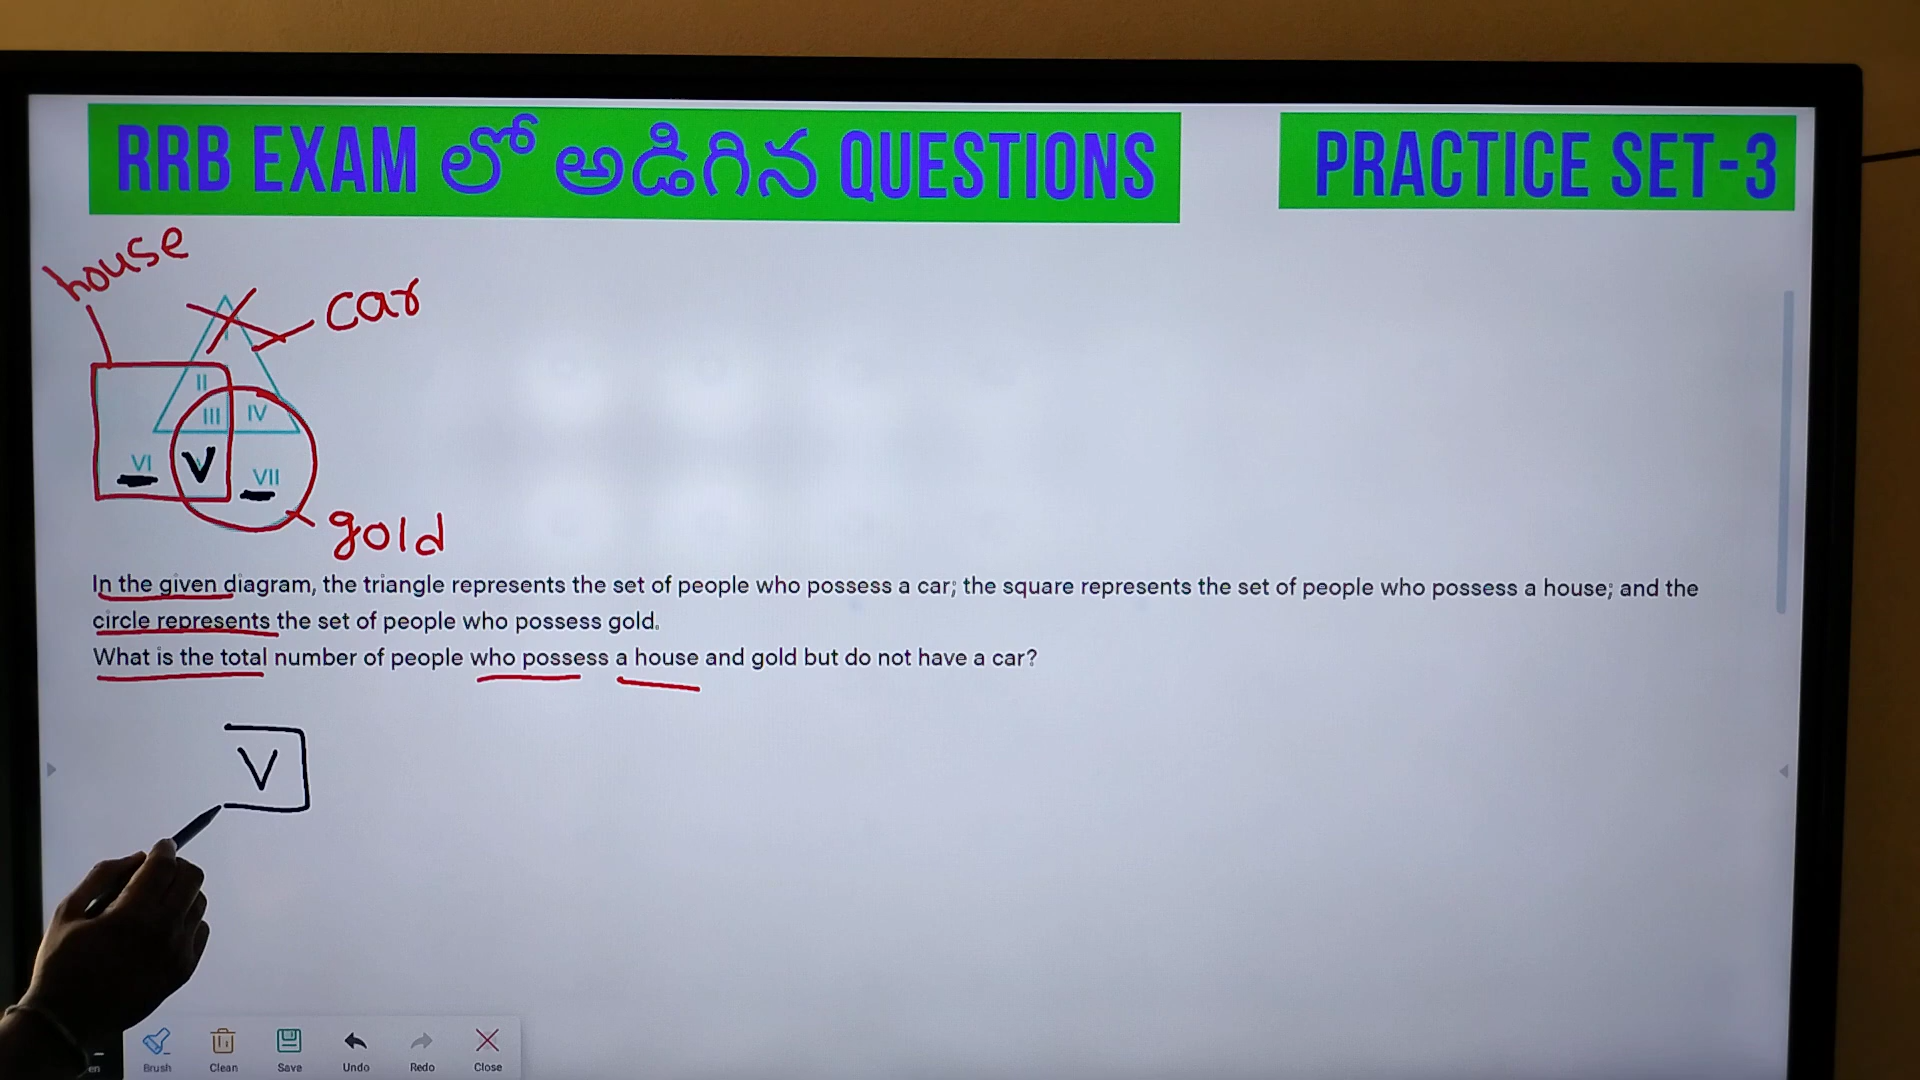 RRB EXAM లో అడిగిన QUESTIONS
PRACTICE SET-3
house
car
I
II
III
IV
VI
V
VII
gold
In the given diagram, the triangle represents the set of people who possess a car; the square represents the set of people who possess a house; and the
circle represents the set of people who possess gold.
What is the total number of people who possess a house and gold but do not have a car?
V
en
Brush
Clean
Save
Undo
Redo
Close